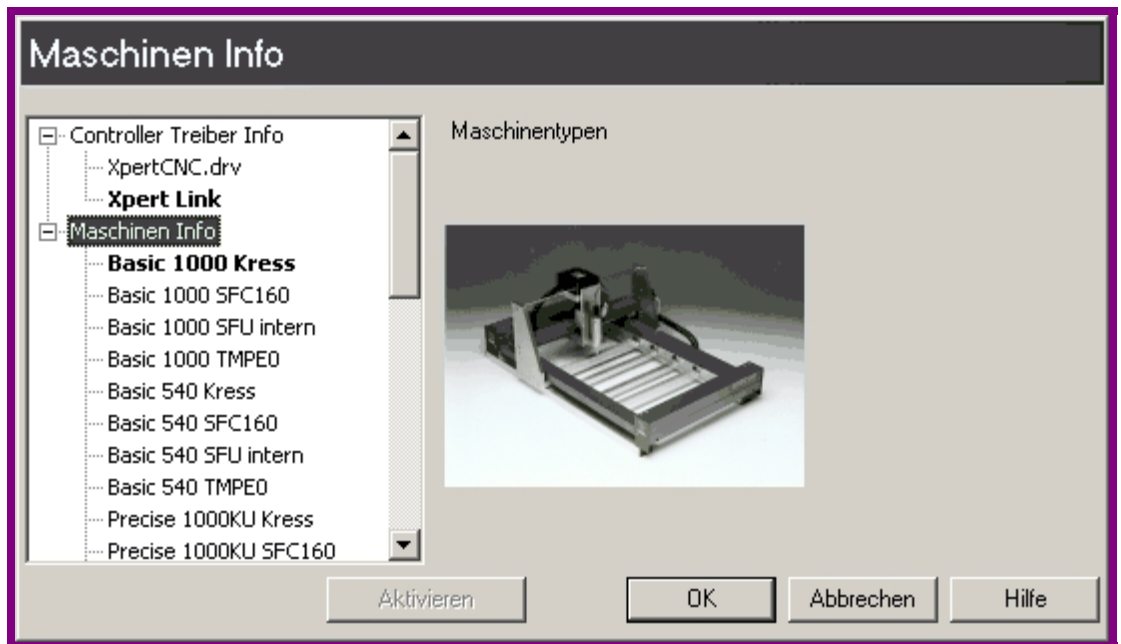 Maschinen Info
Controller Treiber Info
XpertCNC.drv
Xpert Link
Maschinen Info
Basic 1000 Kress
Basic 1000 SFC160
Basic 1000 SFU intern
Basic 1000 TMPE0
Basic 540 Kress
Basic 540 SFC160
Basic 540 SFU intern
Basic 540 TMPE0
Precise 1000KU Kress
Precise 1000KU SFC160
Maschinentypen
Aktivieren
OK
Abbrechen
Hilfe